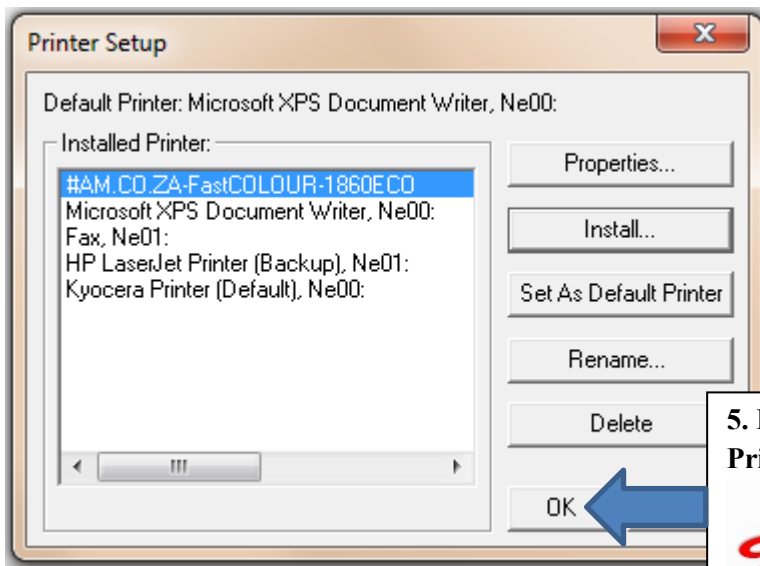 Printer Setup
Default Printer: Microsoft XPS Document Writer, Ne00:
Installed Printer:
#AM.CO.ZA-FastCOLOUR-1860ECO
Microsoft XPS Document Writer, Ne00:
Fax, Ne01:
HP LaserJet Printer (Backup), Ne01:
Kyocera Printer (Default), Ne00:
Properties...
Install...
Set As Default Printer
Rename...
Delete
OK
5.